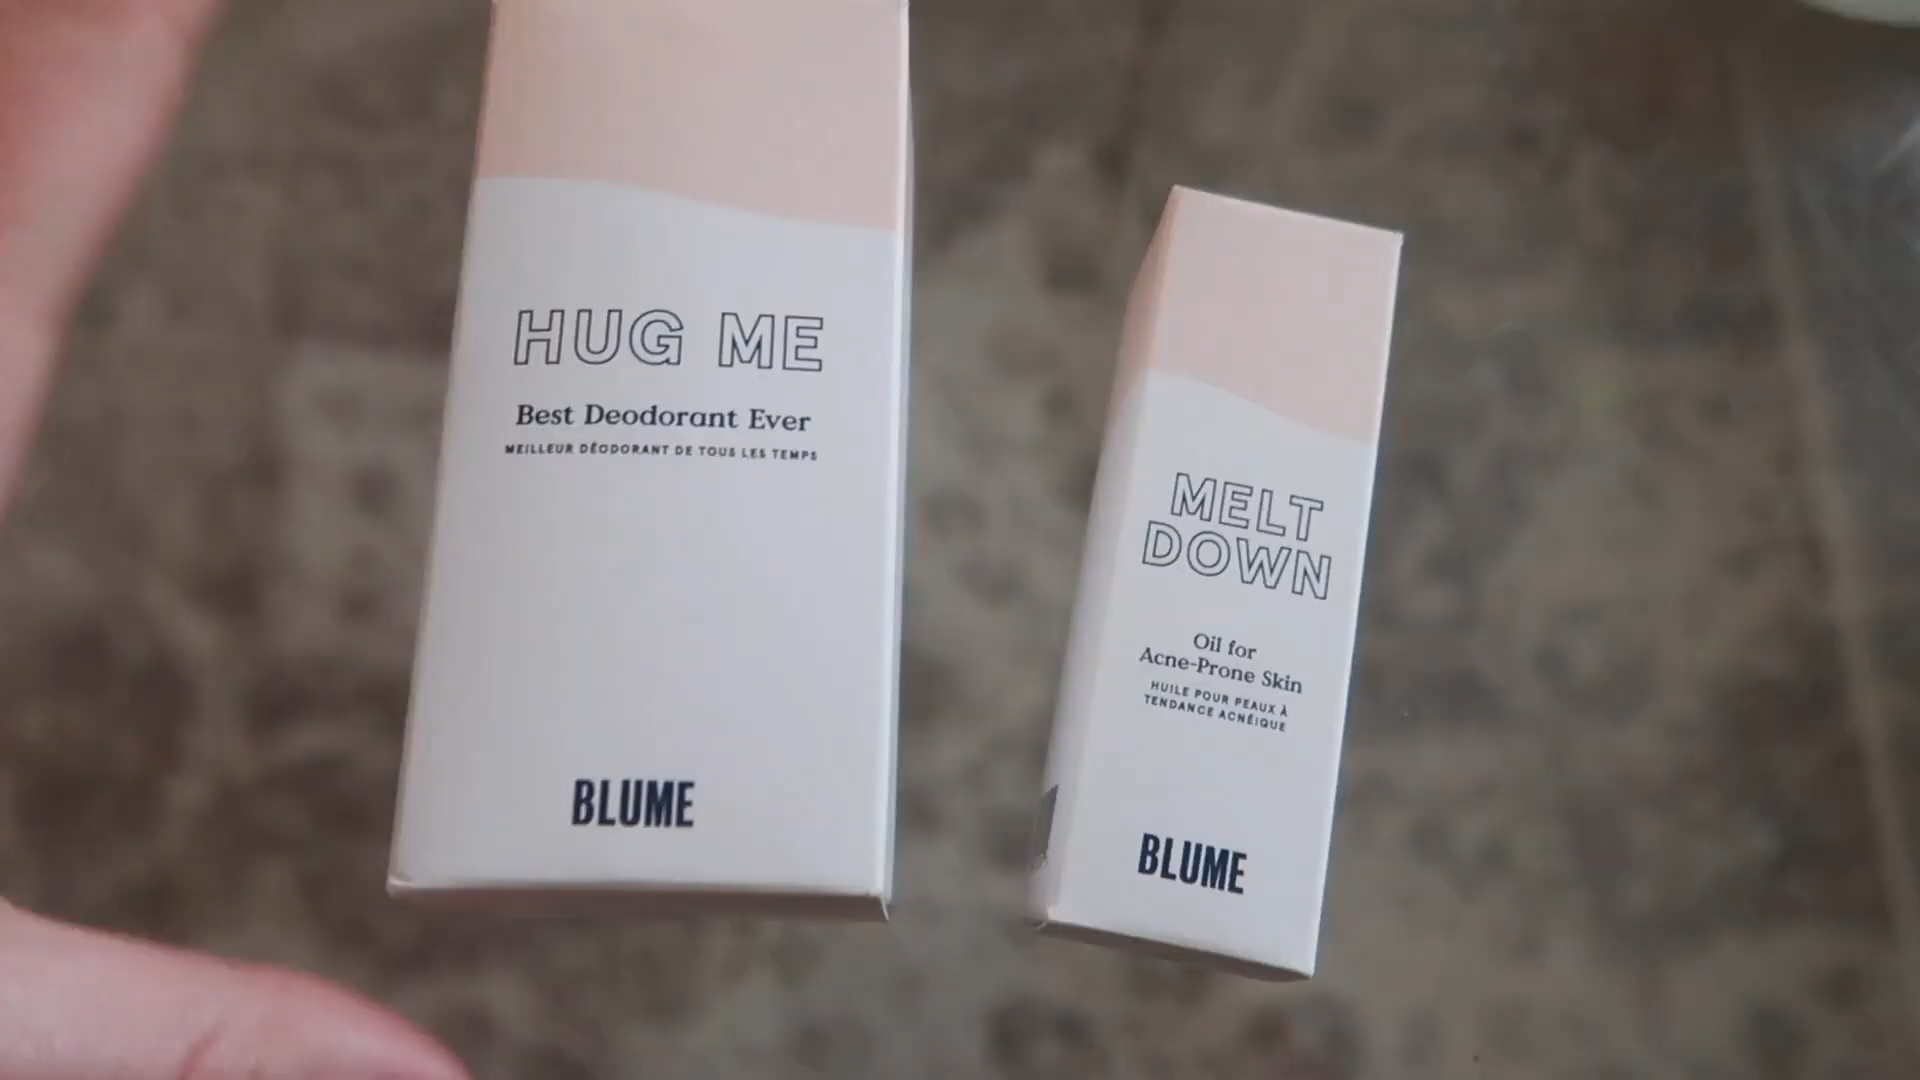 HUG ME
Best Deodorant Ever
MEILLEUR DÉODORANT DE TOUS LES TEMPS
BLUME
MELT
DOWN
Oil for
Acne-Prone Skin
HUILE POUR PEAUX À
TENDANCE ACNÉIQUE
BLUME